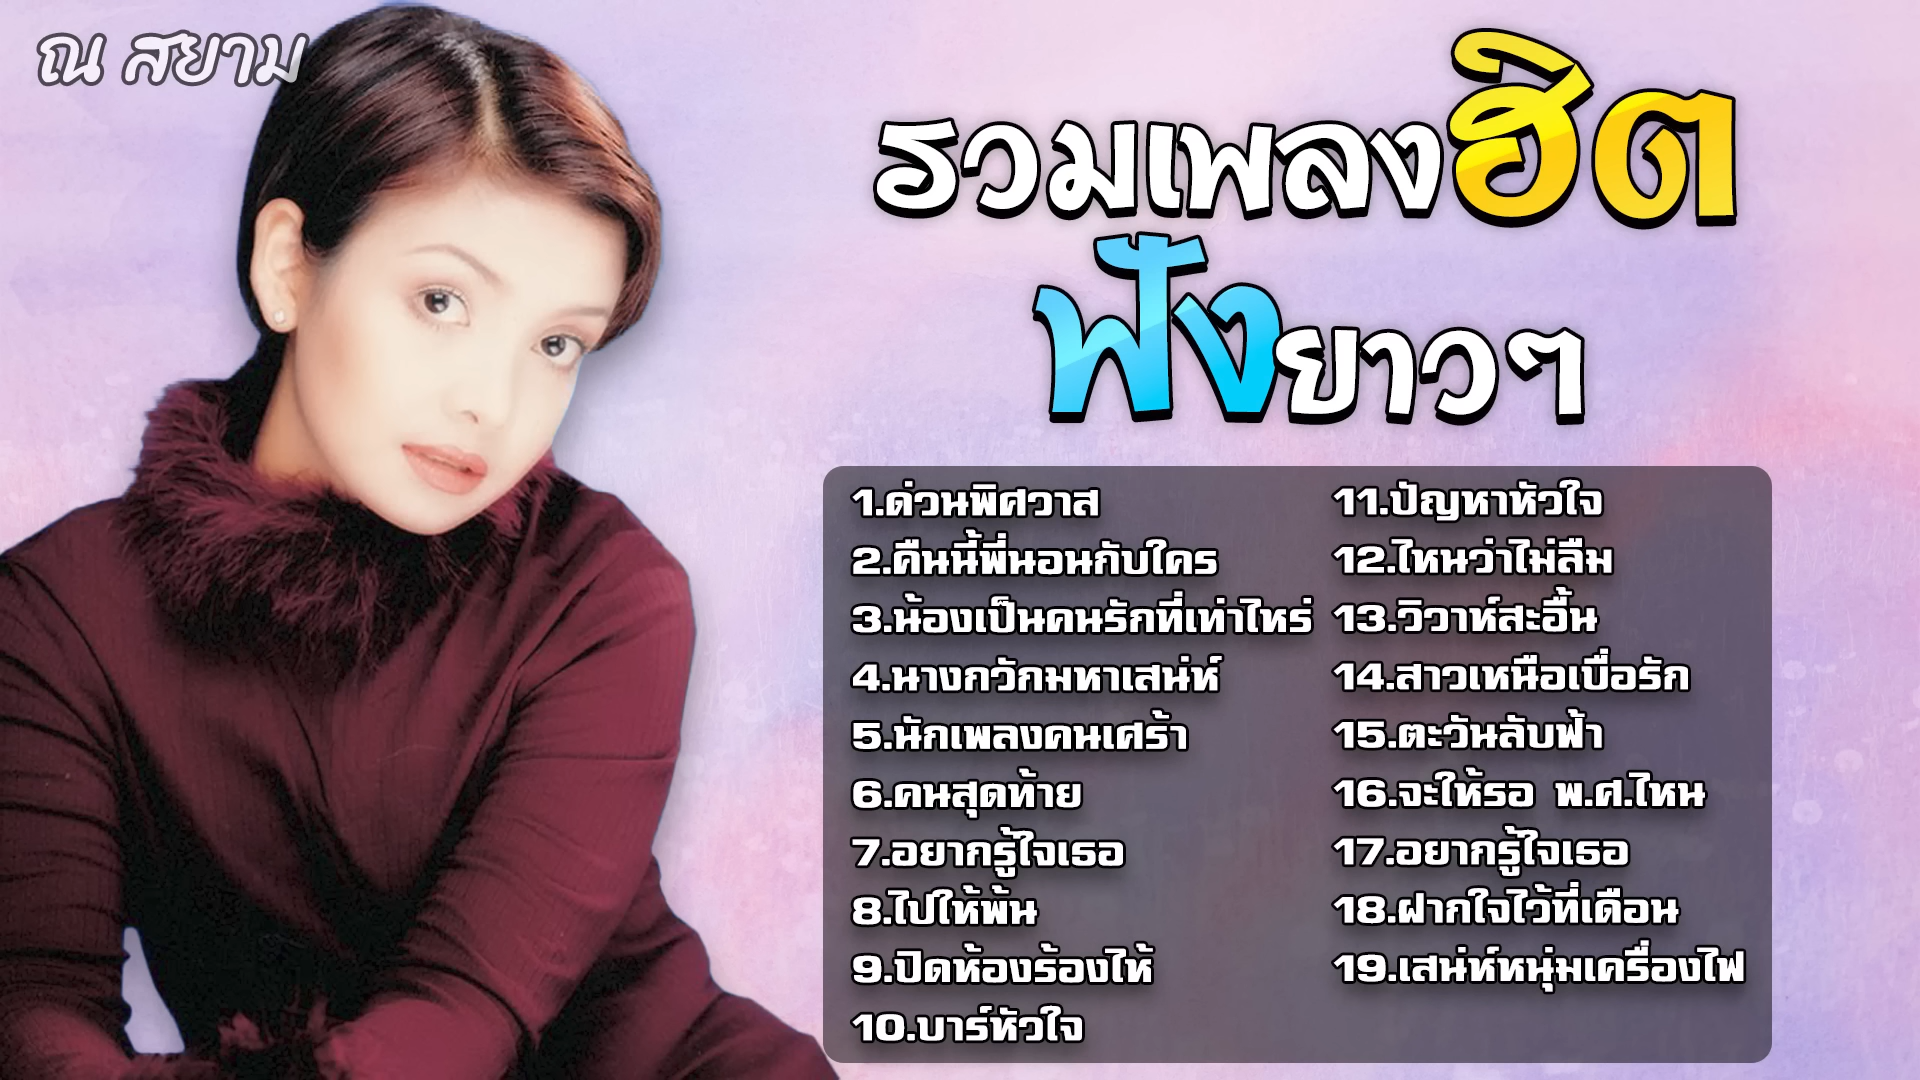 ณ สยาม
รวมเพลงฮิต
ฟังยาวๆ
1.ด่วนพิศวาส
2.คืนนี้พี่นอนกับใคร
3.น้องเป็นคนรักที่เท่าไหร่
4.นางกวักมหาเสน่ห์
5.นักเพลงคนเศร้า
6.คนสุดท้าย
7.อยากรู้ใจเธอ
8.ไปให้พ้น
9.ปิดห้องร้องไห้
10.บาร์หัวใจ
11.ปัญหาหัวใจ
12.ไหนว่าไม่ลืม
13.วิวาห์สะอื้น
14.สาวเหนือเบื่อรัก
15.ตะวันลับฟ้า
16.จะให้รอ พ.ศ.ไหน
17.อยากรู้ใจเธอ
18.ฝากใจไว้ที่เดือน
19.เสน่ห์หนุ่มเครื่องไฟ